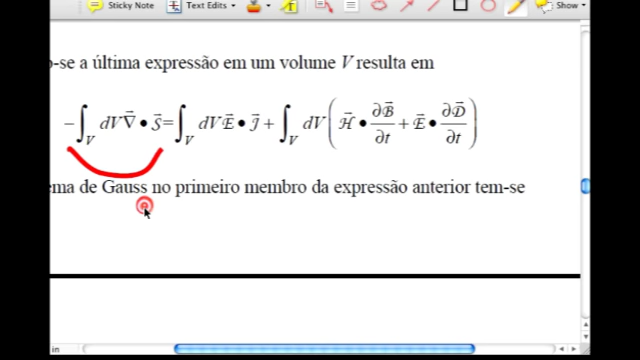 Sticky Note Text Edits Show
o-se a última expressão em um volume V resulta em
−∫_V dV ∇⃗ • S⃗ = ∫_V dV E⃗ • J⃗ + ∫_V dV ( H⃗ • ∂B⃗/∂t + E⃗ • ∂D⃗/∂t )
ema de Gauss no primeiro membro da expressão anterior tem-se
in